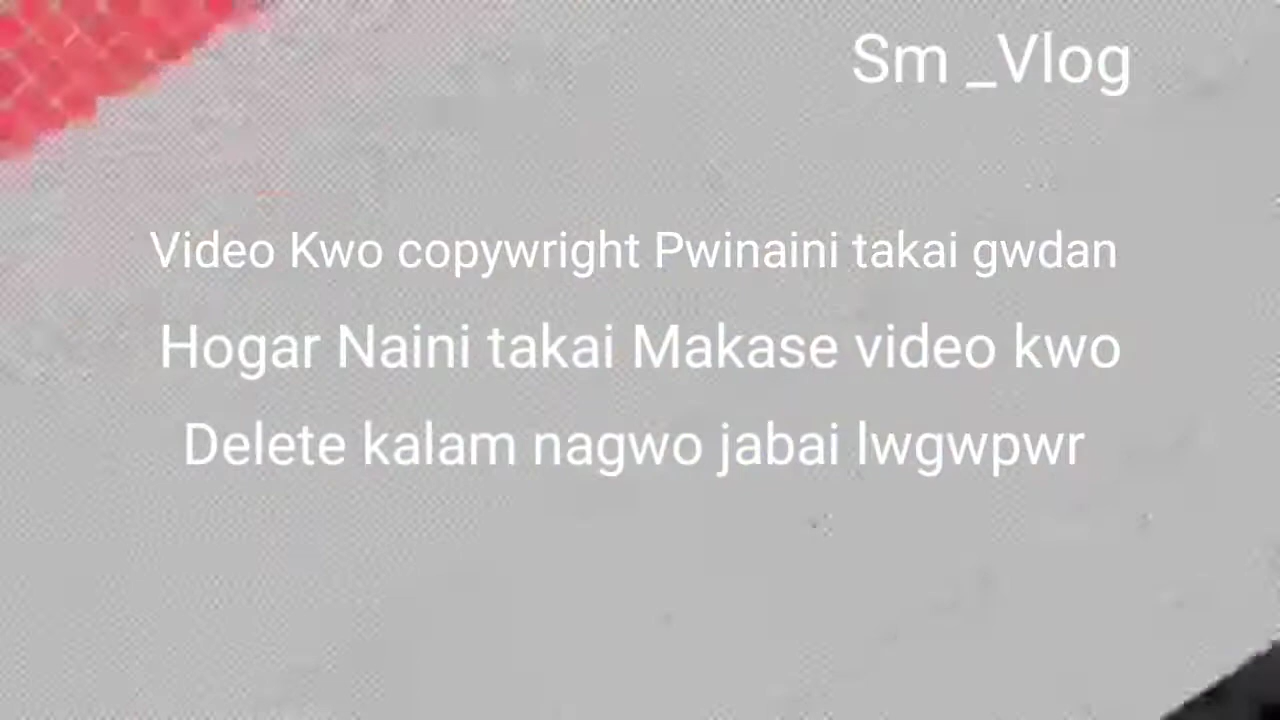 Sm _Vlog
Video Kwo copywright Pwinaini takai gwdan
Hogar Naini takai Makase video kwo
Delete kalam nagwo jabai lwgwpwr